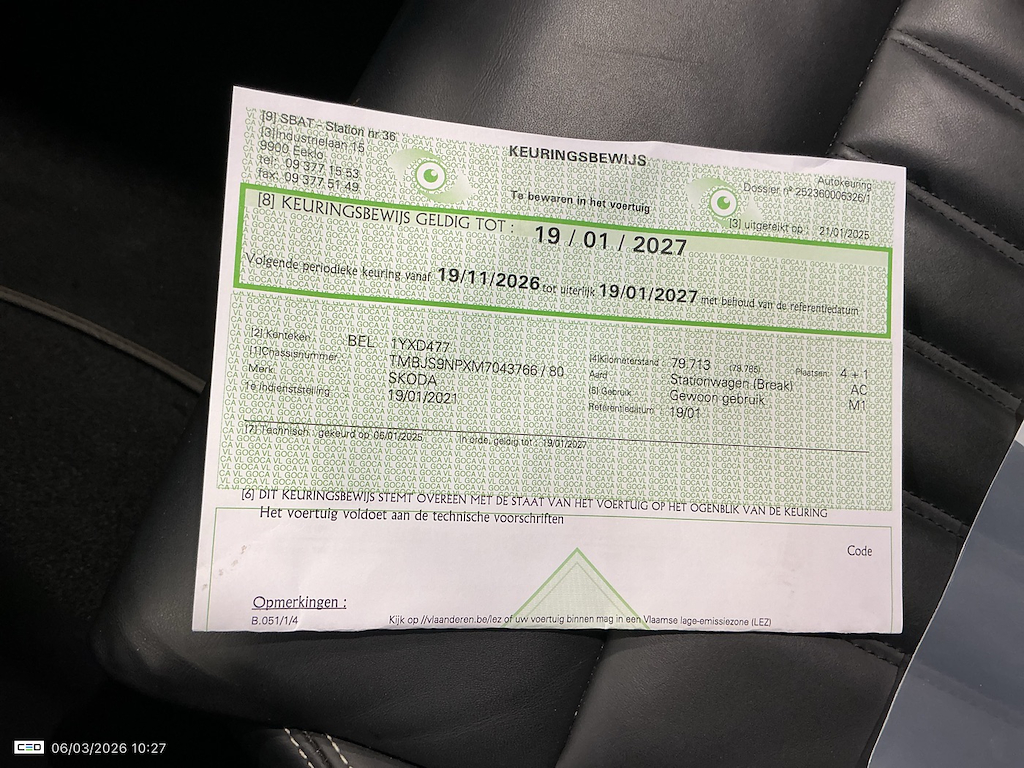 [9] SBAT - Station nr 36
[3] Industrielaan 15
9900 Eeklo
tel: 09 377 15 53
fax: 09 377 51 49
KEURINGSBEWIJS
Te bewaren in het voertuig
Autokeuring
Dossier nº 252360006326/1
[3] uitgereikt op : 21/01/2025
[8] KEURINGSBEWIJS GELDIG TOT : 19 / 01 / 2027
Volgende periodieke keuring vanaf 19/11/2026 tot uiterlijk 19/01/2027 met behoud van de referentiedatum
[2] Kenteken BEL 1YXD477
[1] Chassisnummer TMBJS9NPXM7043766 / 80
Merk SKODA
1e Indienststelling 19/01/2021
[4] Kilometerstand : 79.713 (78.765) Plaatsen: 4 + 1
Aard Stationwagen (Break) AC
[5] Gebruik Gewoon gebruik M1
Referentiedatum : 19/01
[7] Technisch : gekeurd op 06/01/2025 In orde, geldig tot : 19/01/2027
[6] DIT KEURINGSBEWIJS STEMT OVEREEN MET DE STAAT VAN HET VOERTUIG OP HET OGENBLIK VAN DE KEURING
Het voertuig voldoet aan de technische voorschriften
Code
Opmerkingen :
B.051/1/4
Kijk op //vlaanderen.be/lez of uw voertuig binnen mag in een Vlaamse lage-emissiezone (LEZ)
06/03/2026 10:27